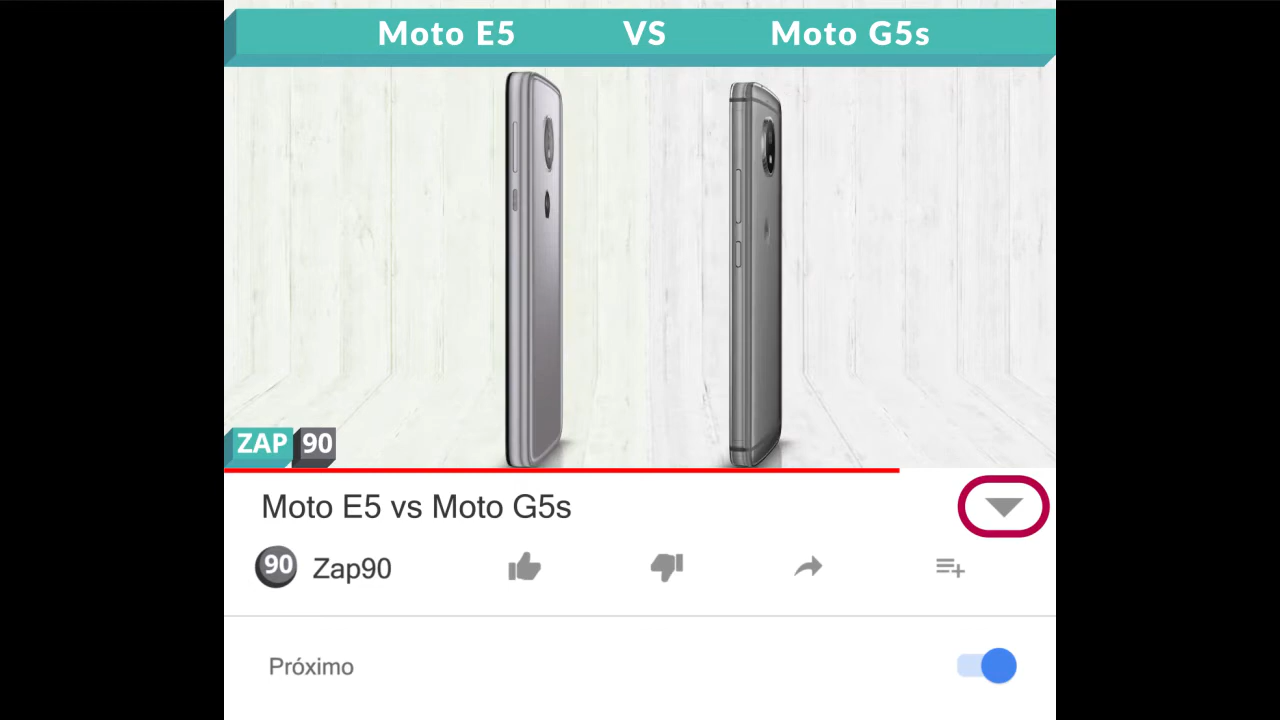 Moto E5 VS Moto G5s
ZAP 90
Moto E5 vs Moto G5s
90 Zap90
Próximo